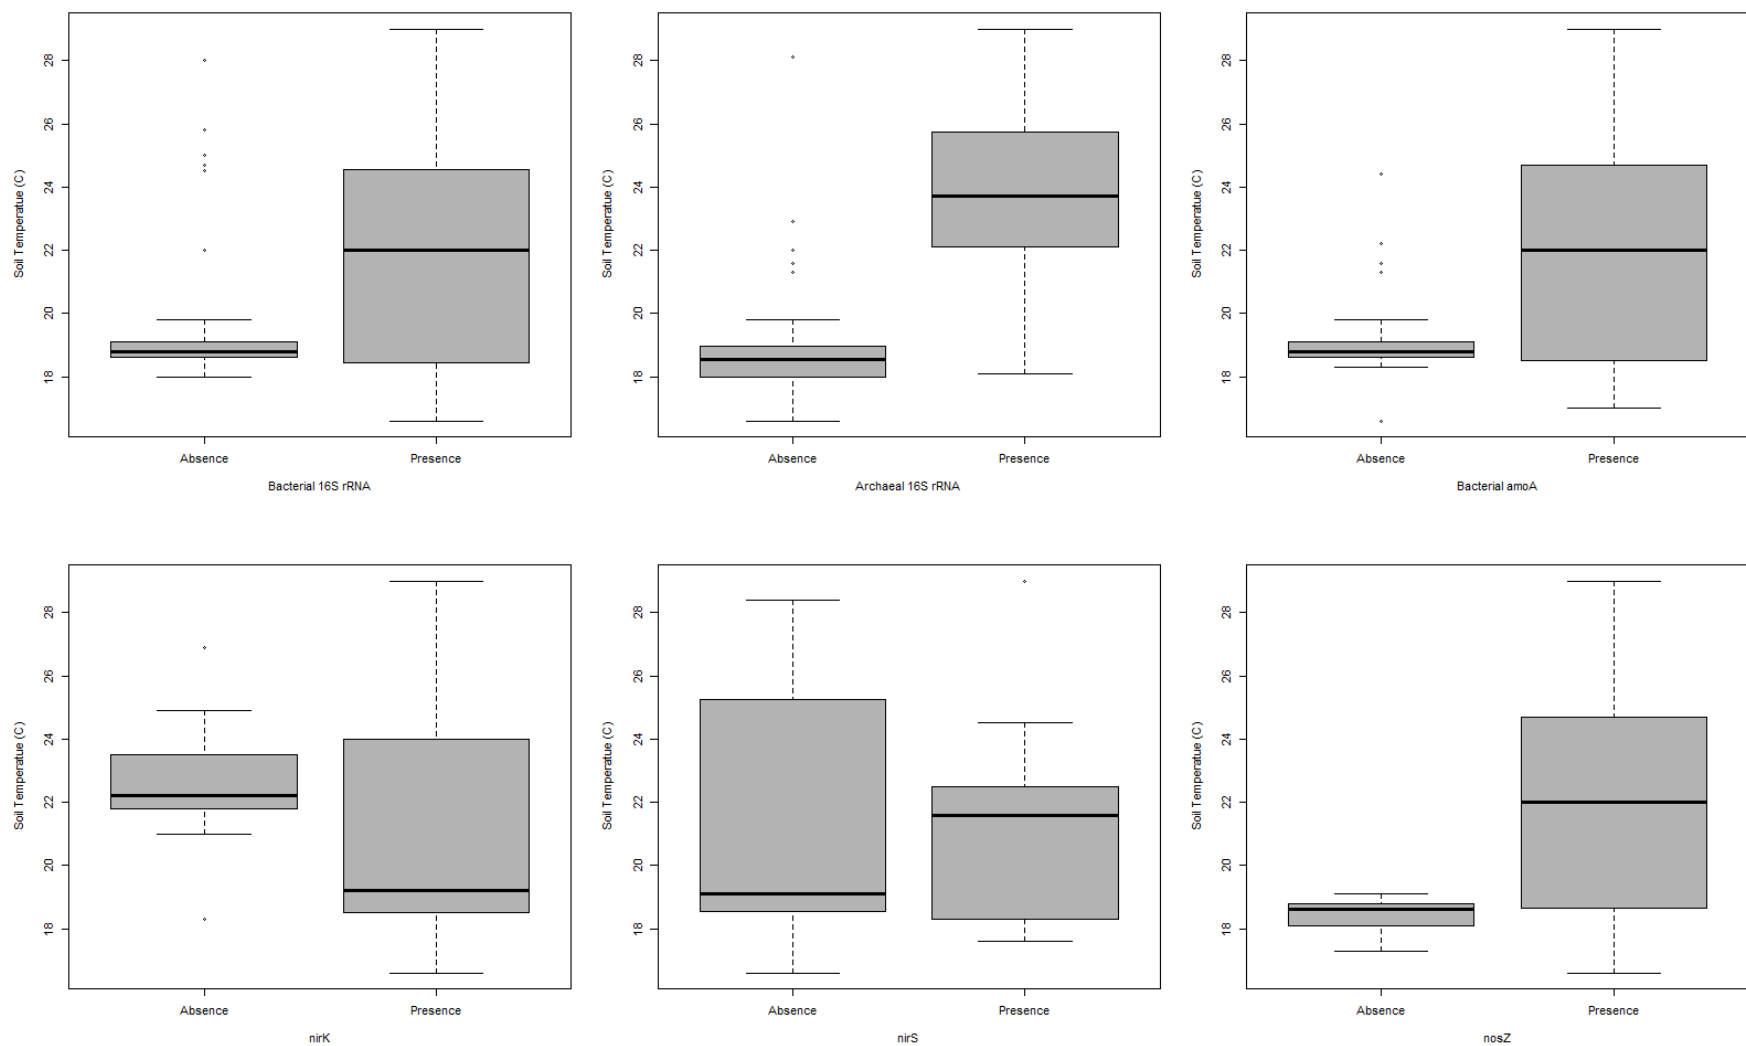 Soil Temperatue (C)
28
26
24
22
20
18
Absence Presence
Bacterial 16S rRNA
Soil Temperatue (C)
28
26
24
22
20
18
Absence Presence
Archaeal 16S rRNA
Soil Temperatue (C)
28
26
24
22
20
18
Absence Presence
Bacterial amoA
Soil Temperatue (C)
28
26
24
22
20
18
Absence Presence
nirK
Soil Temperatue (C)
28
26
24
22
20
18
Absence Presence
nirS
Soil Temperatue (C)
28
26
24
22
20
18
Absence Presence
nosZ